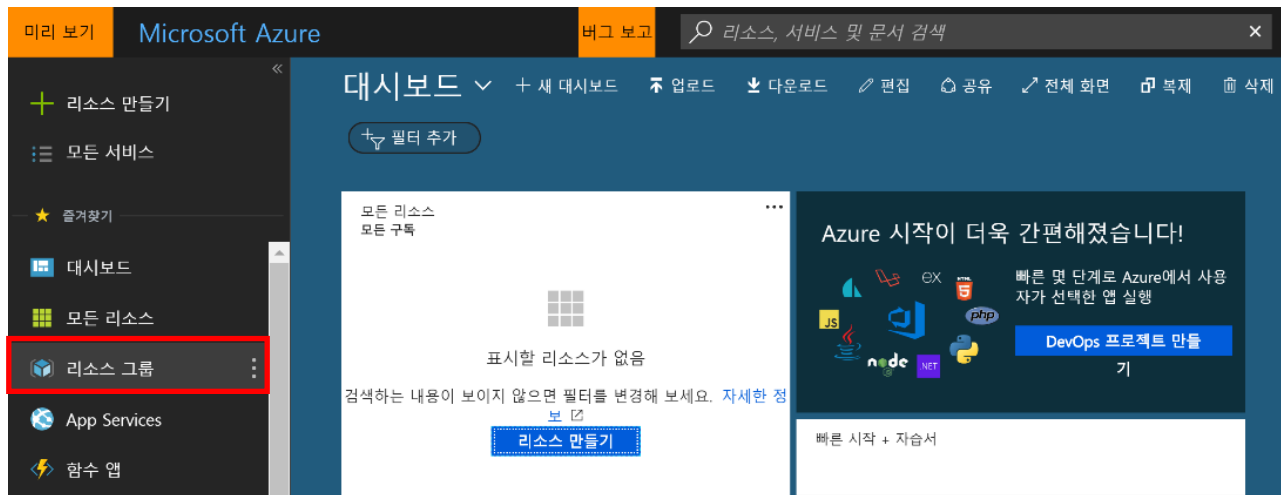 미리 보기
Microsoft Azure
버그 보고
리소스, 서비스 및 문서 검색
리소스 만들기
모든 서비스
즐겨찾기
대시보드
모든 리소스
리소스 그룹
App Services
함수 앱
대시보드
새 대시보드
업로드
다운로드
편집
공유
전체 화면
복제
삭제
필터 추가
모든 리소스
모든 구독
표시할 리소스가 없음
검색하는 내용이 보이지 않으면 필터를 변경해 보세요. 자세한 정
보
리소스 만들기
Azure 시작이 더욱 간편해졌습니다!
빠른 몇 단계로 Azure에서 사용
자가 선택한 앱 실행
DevOps 프로젝트 만들
기
ex
HTML
5
JS
php
node
.NET
빠른 시작 + 자습서